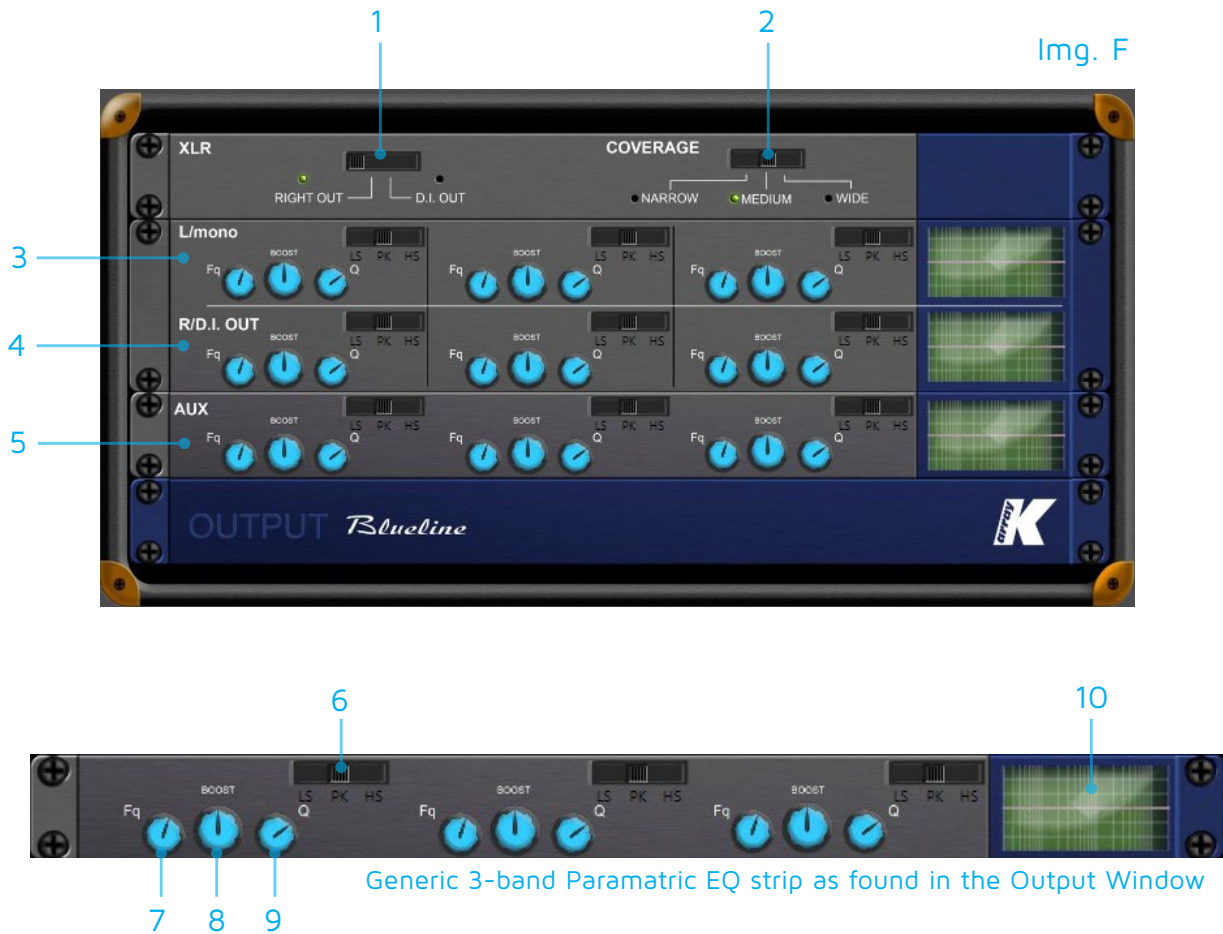 1
2
Img. F
XLR
COVERAGE
RIGHT OUT
D.I. OUT
NARROW
MEDIUM
WIDE
3
L/mono
Fq BOOST Q LS PK HS
BOOST Q LS PK HS
Fq BOOST Q LS PK HS
4
R/D.I. OUT
Fq BOOST Q LS PK HS
Fq BOOST Q LS PK HS
Fq BOOST Q LS PK HS
5
AUX
Fq BOOST Q LS PK HS
Fq BOOST Q LS PK HS
Fq BOOST Q LS PK HS
OUTPUT Blueline
K array
6
10
Fq BOOST Q LS PK HS
Fq BOOST Q LS PK HS
Fq BOOST Q LS PK HS
Generic 3-band Paramatric EQ strip as found in the Output Window
7
8
9